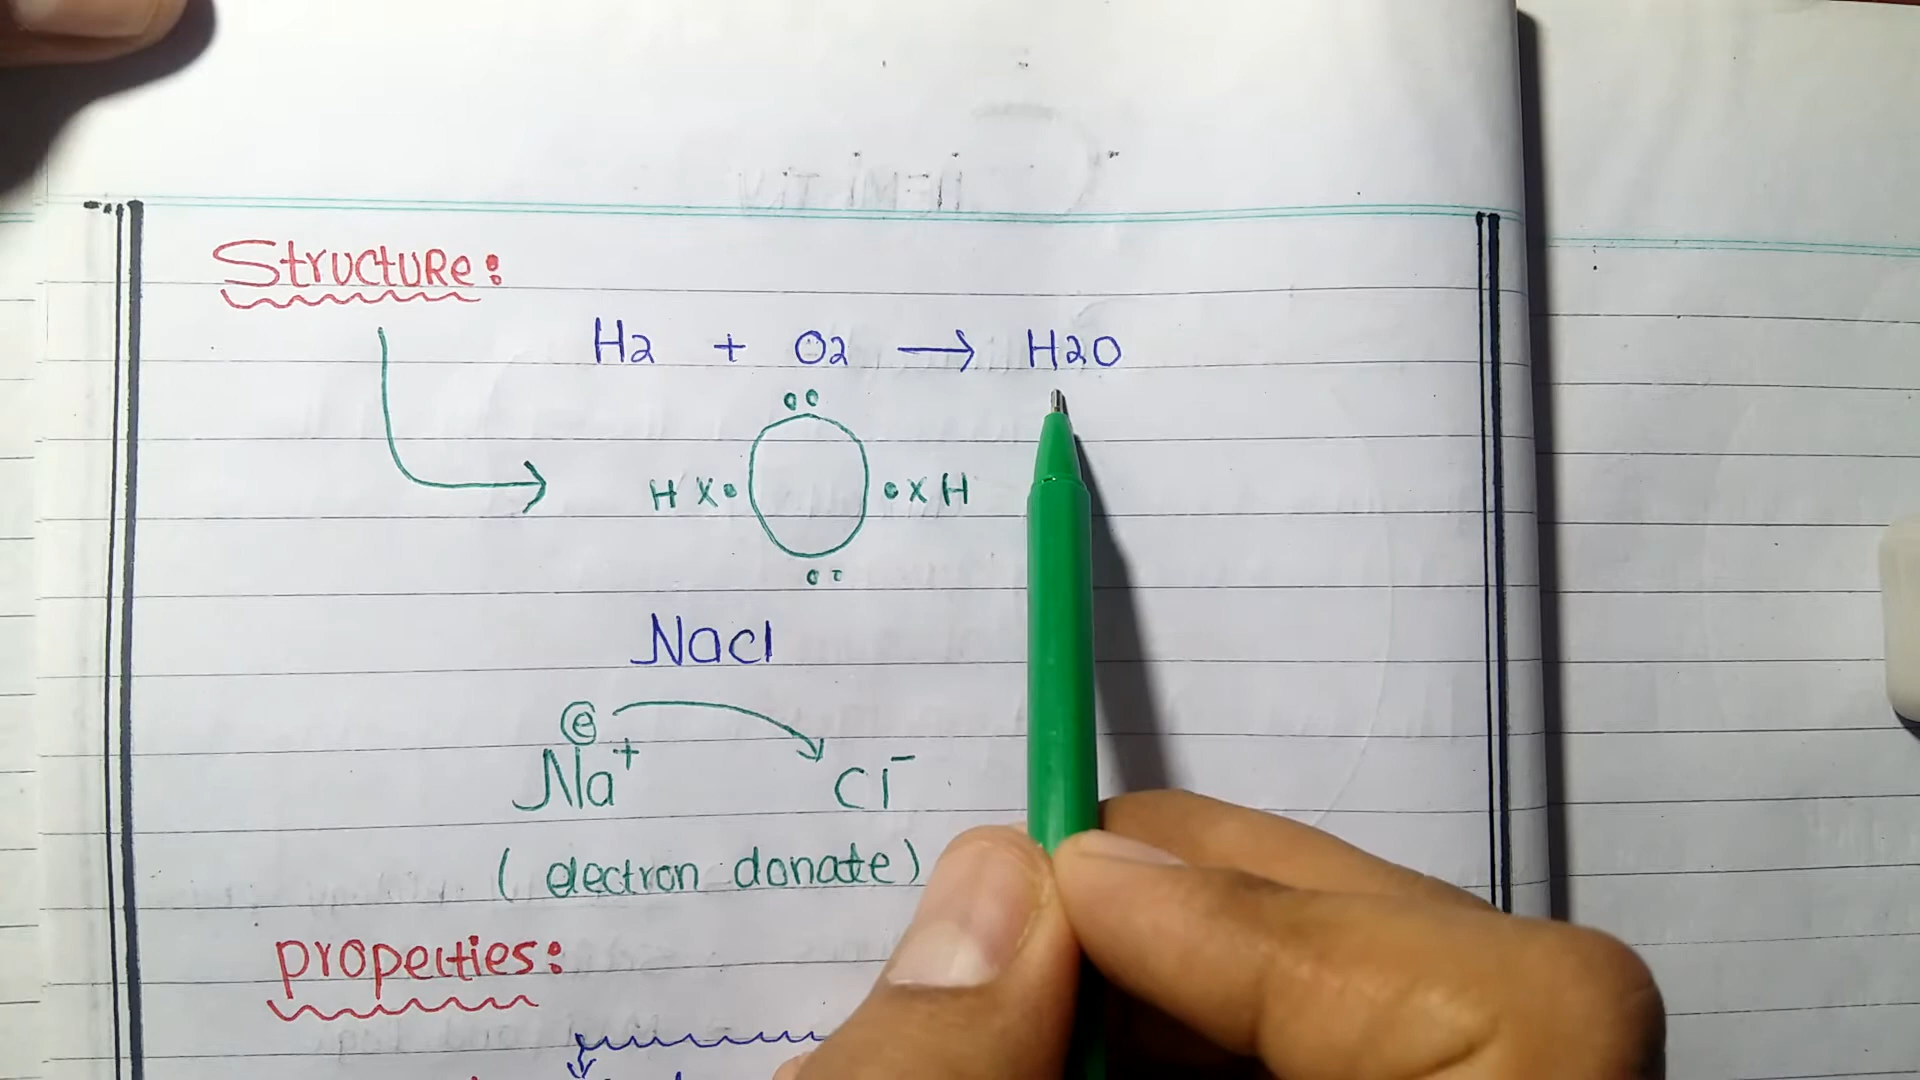 Structure:
H2 + O2 → H2O
H X• O •X H
Nacl
e
Na+ Cl-
( electron donate)
properties: